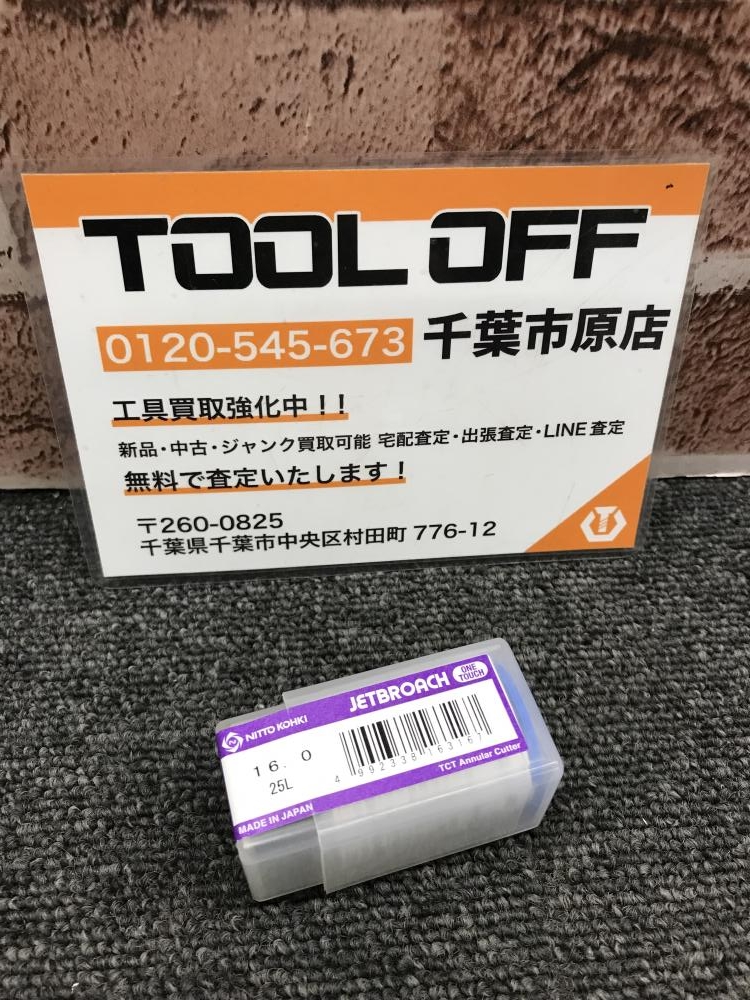 TOOL OFF
0120-545-673 千葉市原店
工具買取強化中！！
新品・中古・ジャンク買取可能 宅配査定・出張査定・LINE査定
無料で査定いたします！
〒260-0825
千葉県千葉市中央区村田町 776-12
NITTO KOHKI JETBROACH ONE TOUCH
16.0
25L
4 992338 163167
MADE IN JAPAN TCT Annular Cutter